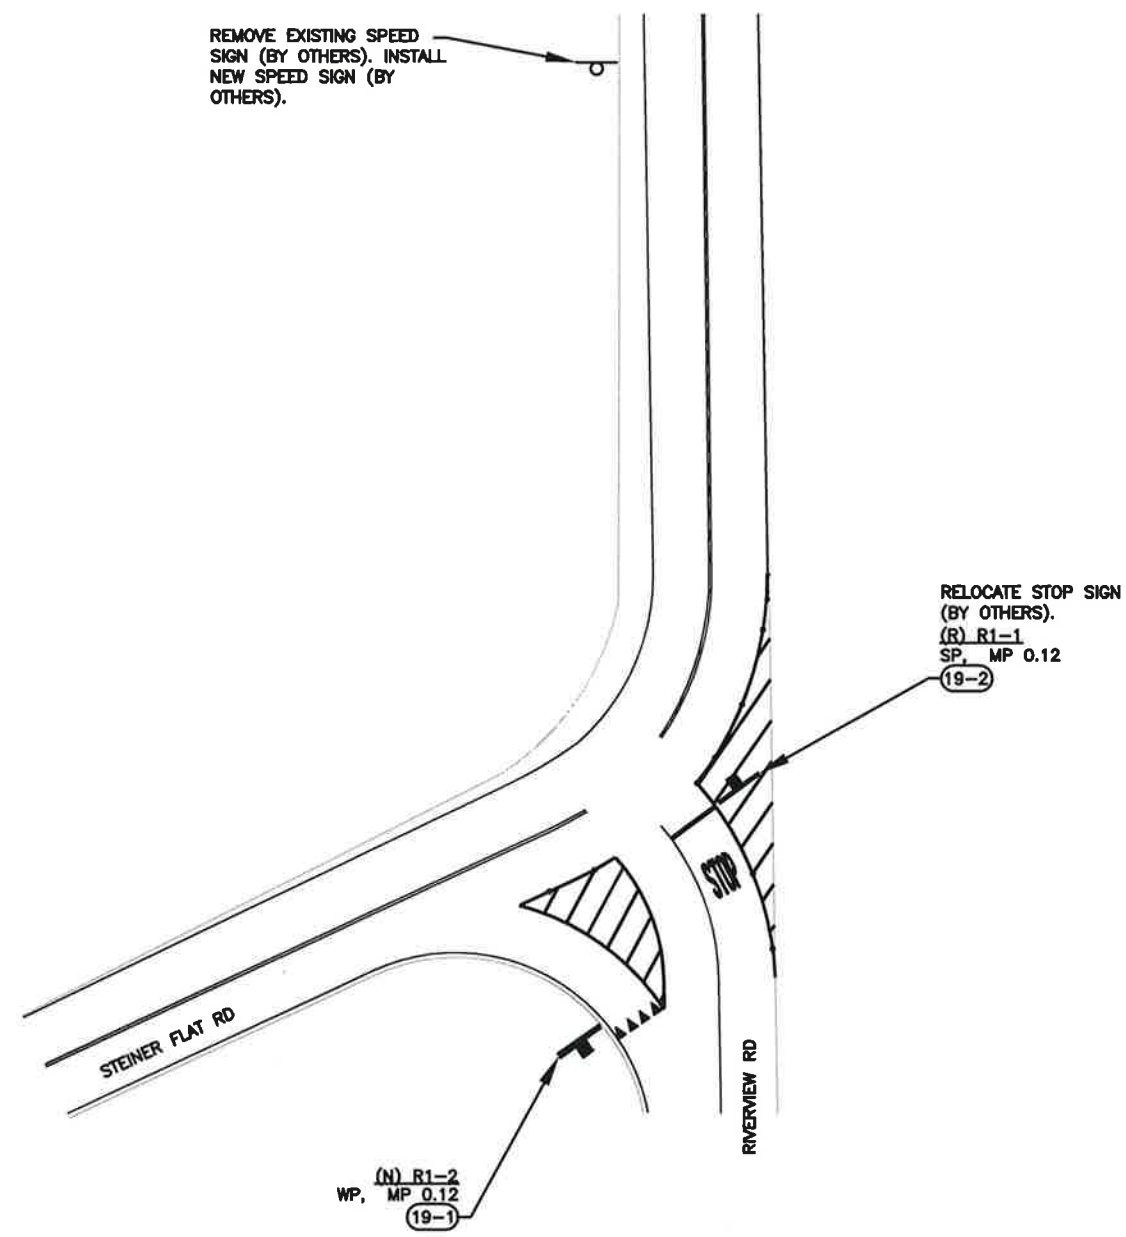 REMOVE EXISTING SPEED
SIGN (BY OTHERS). INSTALL
NEW SPEED SIGN (BY
OTHERS).
RELOCATE STOP SIGN
(BY OTHERS).
(R) R1-1
SP, MP 0.12
19-2
STOP
STEINER FLAT RD
RIVERVIEW RD
(N) R1-2
WP, MP 0.12
19-1